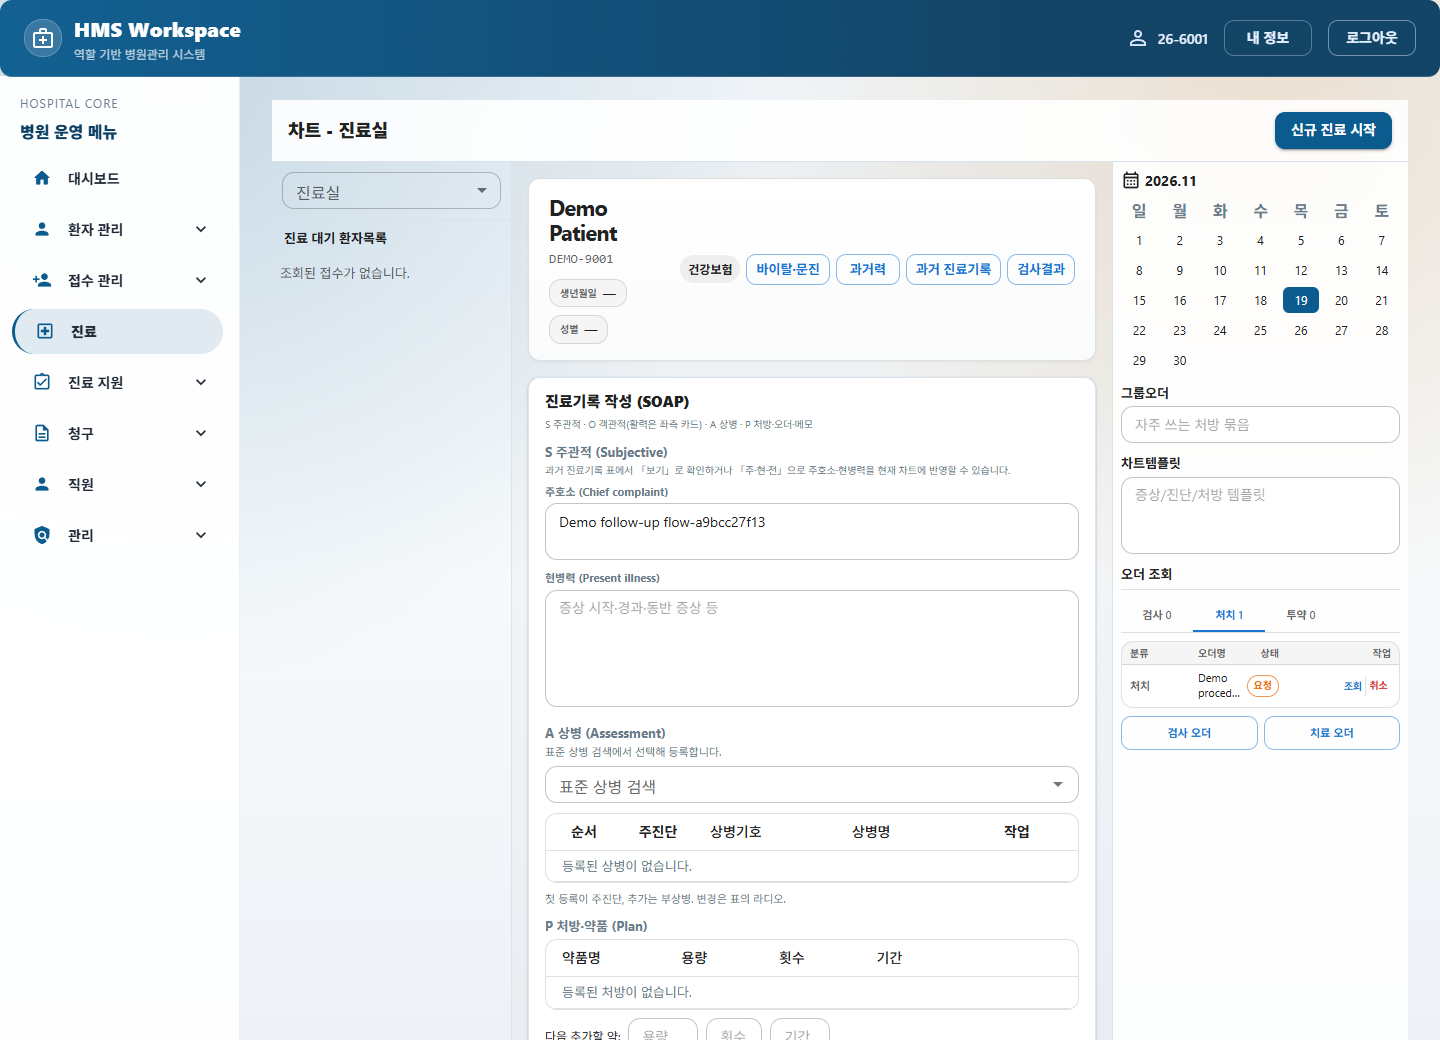 HMS Workspace
역할 기반 병원관리 시스템
26-6001
내 정보
로그아웃
HOSPITAL CORE
병원 운영 메뉴
대시보드
환자 관리
접수 관리
진료
진료 지원
청구
직원
관리
차트 - 진료실
신규 진료 시작
진료실
진료 대기 환자목록
조회된 접수가 없습니다.
Demo
Patient
DEMO-9001
생년월일 —
성별 —
건강보험
바이탈·문진
과거력
과거 진료기록
검사결과
진료기록 작성 (SOAP)
S 주관적 · O 객관적(활력은 좌측 카드) · A 상병 · P 처방·오더·메모
S 주관적 (Subjective)
과거 진료기록 표에서 「보기」로 확인하거나 「주·현·전」으로 주호소·현병력을 현재 차트에 반영할 수 있습니다.
주호소 (Chief complaint)
Demo follow-up flow-a9bcc27f13
현병력 (Present illness)
증상 시작·경과·동반 증상 등
A 상병 (Assessment)
표준 상병 검색에서 선택해 등록합니다.
표준 상병 검색
순서 주진단 상병기호 상병명 작업
등록된 상병이 없습니다.
첫 등록이 주진단, 추가는 부상병. 변경은 표의 라디오.
P 처방·약품 (Plan)
약품명 용량 횟수 기간
등록된 처방이 없습니다.
다음 추가할 약: 용량 횟수 기간
2026.11
일 월 화 수 목 금 토
1 2 3 4 5 6 7
8 9 10 11 12 13 14
15 16 17 18 19 20 21
22 23 24 25 26 27 28
29 30
그룹오더
자주 쓰는 처방 묶음
차트템플릿
증상/진단/처방 템플릿
오더 조회
검사 0 처치 1 투약 0
분류 오더명 상태 작업
처치 Demo proced... 요청 조회 취소
검사 오더
치료 오더